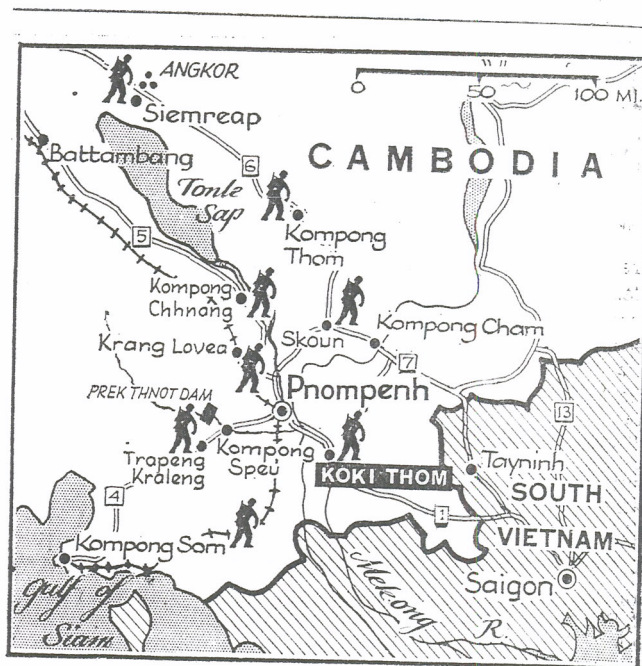 ANGKOR
0 50 100 MI.
Siemreap
Battambang
CAMBODIA
6
Tonle
Sap
Kompong
Thom
5
Kompong
Chhnang
Skoun
Kompong Cham
Krang Lovea
7
Pnompenh
PREK THNOT DAM
13
Kompong
Speu
Trapeng
Kraleng
KOKI THOM
Tayninh
4
SOUTH
VIETNAM
1
Kompong Som
Saigon
Gulf of
Siam
Mekong
R